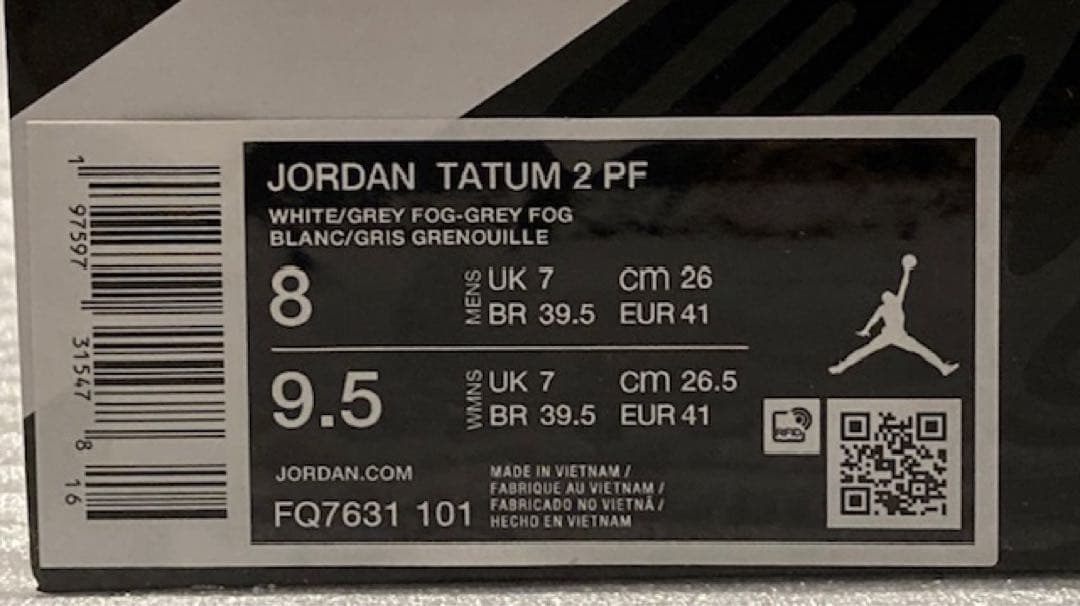 1 97597 31547 8 16
JORDAN TATUM 2 PF
WHITE/GREY FOG-GREY FOG
BLANC/GRIS GRENOUILLE
8 MENS UK 7 cm 26
BR 39.5 EUR 41
9.5 WMNS UK 7 cm 26.5
BR 39.5 EUR 41
RFID
JORDAN.COM
FQ7631 101
MADE IN VIETNAM /
FABRIQUE AU VIETNAM /
FABRICADO NO VIETNÃ /
HECHO EN VIETNAM